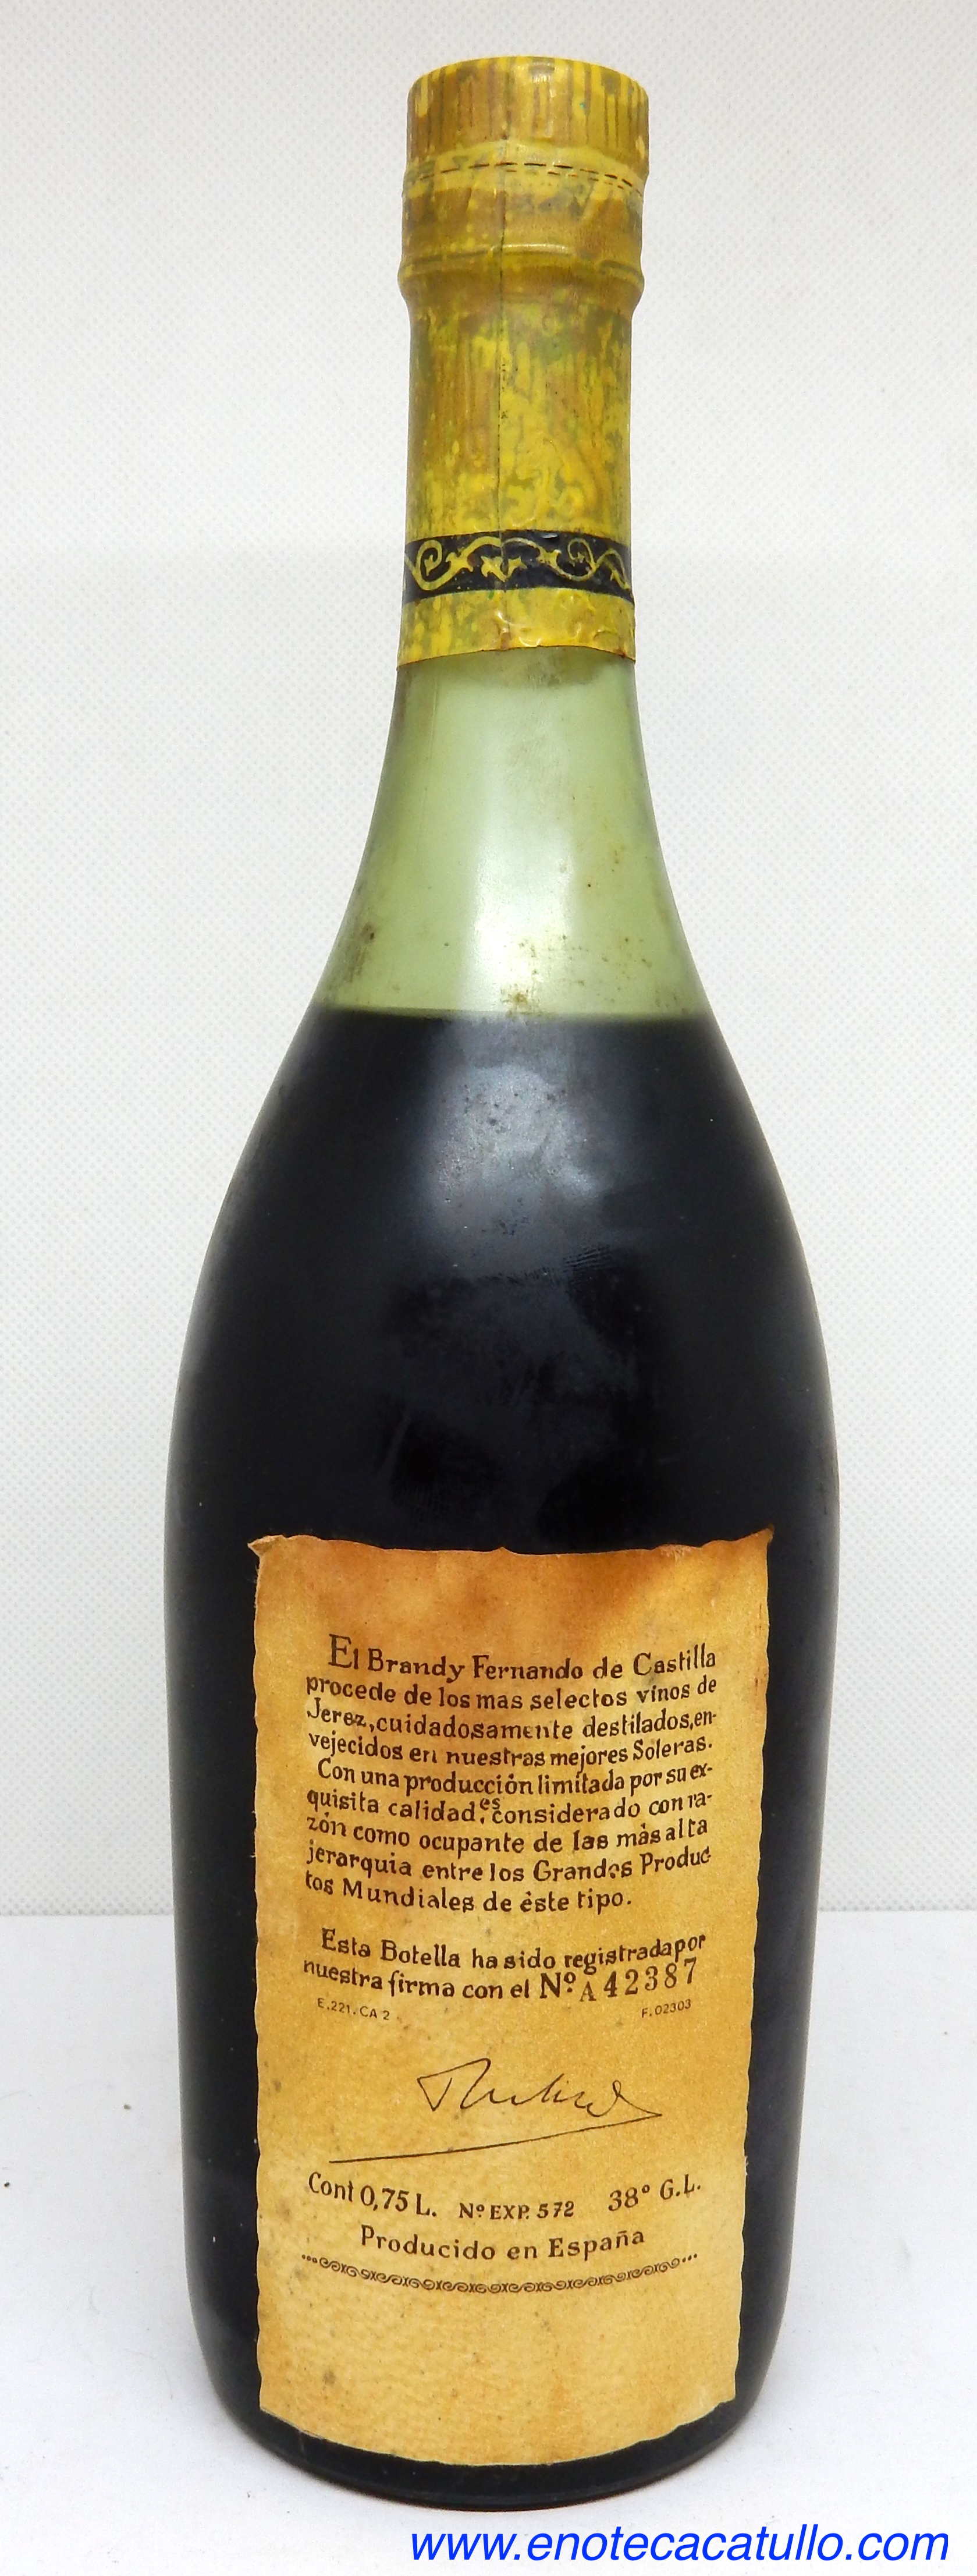 El Brandy Fernando de Castilla
procede de los mas selectos vinos de
Jerez, cuidadosamente destilados, en-
vejecidos en nuestras mejores Soleras.
Con una producción limitada por su ex-
quisita calidad, es considerado con ra-
zón como ocupante de las màs alta
jerarquia entre los Grandes Produc-
tos Mundiales de èste tipo.
Esta Botella ha sido registrada por
nuestra firma con el Nº A 42387
E.221.CA 2 F. 02303
Cont 0,75 L. Nº EXP. 572 38º G.L.
Producido en España
www.enotecacatullo.com